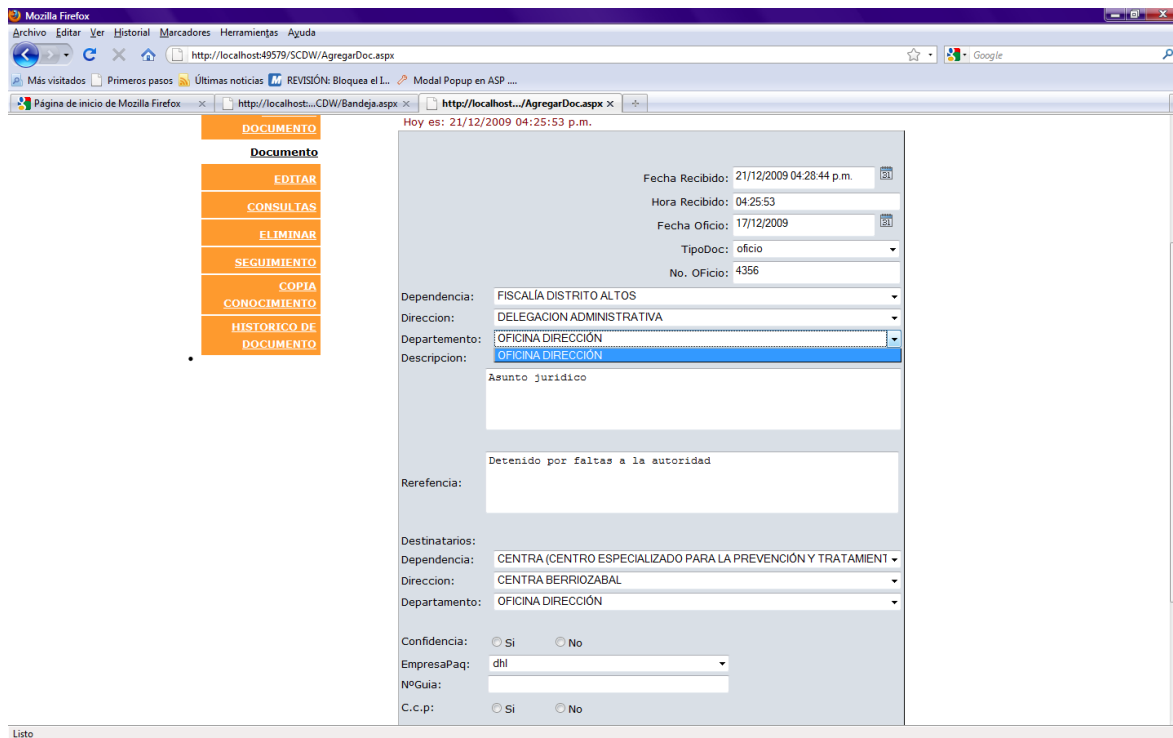 Mozilla Firefox
Archivo Editar Ver Historial Marcadores Herramientas Ayuda
http://localhost:49579/SCDW/AgregarDoc.aspx
Google
Más visitados Primeros pasos Últimas noticias REVISIÓN: Bloquea el I... Modal Popup en ASP ....
Página de inicio de Mozilla Firefox http://localhost:...CDW/Bandeja.aspx http://localhost.../AgregarDoc.aspx
DOCUMENTO
Documento
EDITAR
CONSULTAS
ELIMINAR
SEGUIMIENTO
COPIA
CONOCIMIENTO
HISTORICO DE
DOCUMENTO
Hoy es: 21/12/2009 04:25:53 p.m.
Fecha Recibido: 21/12/2009 04:28:44 p.m. 31
Hora Recibido: 04:25:53
Fecha Oficio: 17/12/2009 31
TipoDoc: oficio
No. OFicio: 4356
Dependencia: FISCALÍA DISTRITO ALTOS
Direccion: DELEGACION ADMINISTRATIVA
Departemento: OFICINA DIRECCIÓN
OFICINA DIRECCIÓN
Descripcion:
Asunto juridico
Detenido por faltas a la autoridad
Rerefencia:
Destinatarios:
Dependencia: CENTRA (CENTRO ESPECIALIZADO PARA LA PREVENCIÓN Y TRATAMIENT
Direccion: CENTRA BERRIOZABAL
Departamento: OFICINA DIRECCIÓN
Confidencia: Si No
EmpresaPaq: dhl
NºGuia:
C.c.p: Si No
Listo